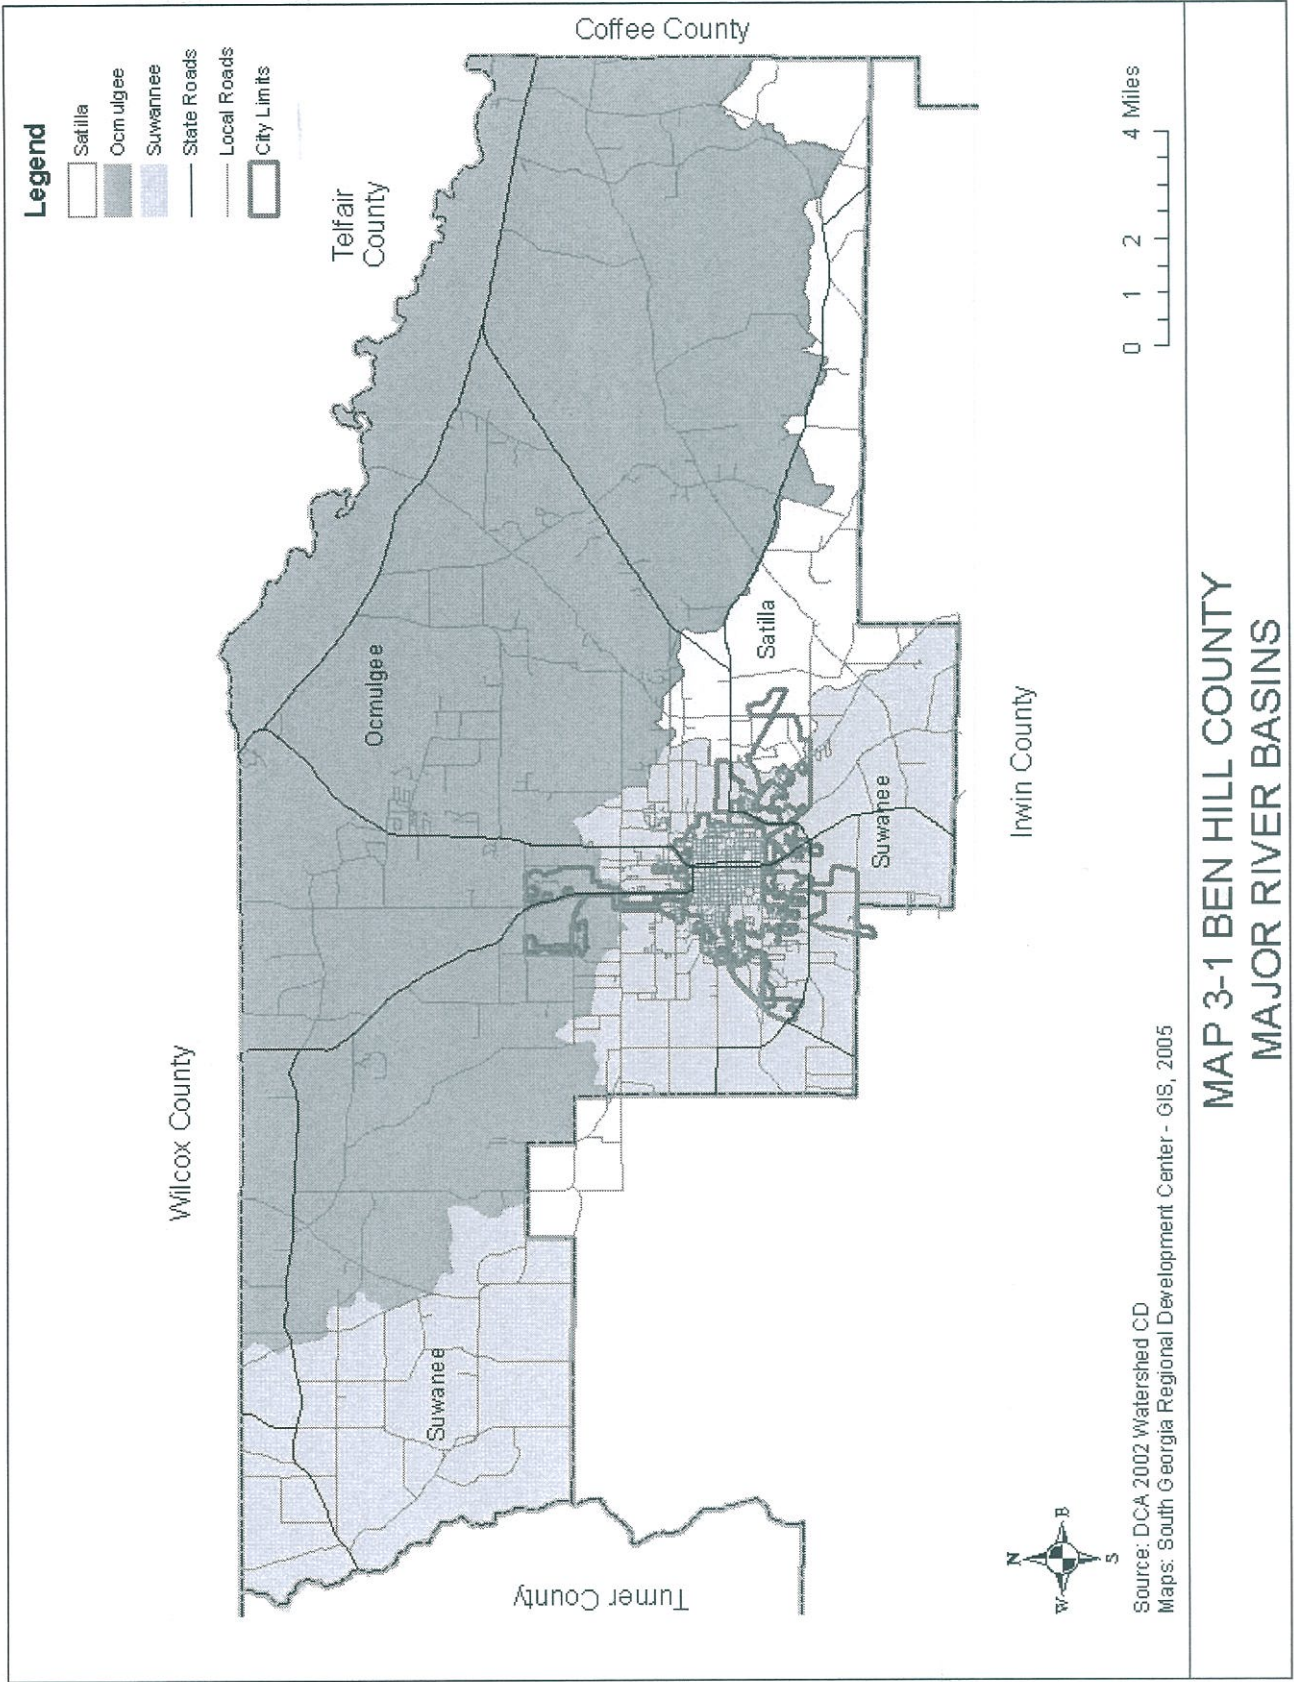 Coffee County
Legend
Satilla
Ocmulgee
Suwannee
State Roads
Local Roads
City Limits
Telfair
County
Wilcox County
Ocmulgee
Satilla
Suwanee
Suwanee
Irwin County
Turner County
0 1 2 4 Miles
N
W
E
S
Source: DCA 2002 Watershed CD
Maps: South Georgia Regional Development Center - GIS, 2005
MAP 3-1 BEN HILL COUNTY
MAJOR RIVER BASINS